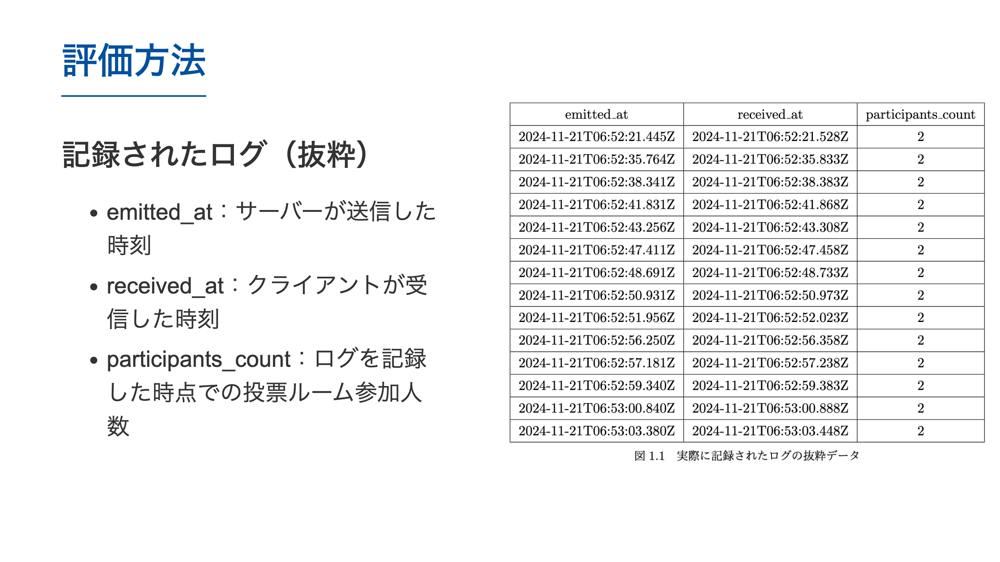 評価方法
記録されたログ（抜粋）
• emitted_at：サーバーが送信した
時刻
• received_at：クライアントが受
信した時刻
• participants_count：ログを記録
した時点での投票ルーム参加人
数
emitted_at received_at participants_count
2024-11-21T06:52:21.445Z 2024-11-21T06:52:21.528Z 2
2024-11-21T06:52:35.764Z 2024-11-21T06:52:35.833Z 2
2024-11-21T06:52:38.341Z 2024-11-21T06:52:38.383Z 2
2024-11-21T06:52:41.831Z 2024-11-21T06:52:41.868Z 2
2024-11-21T06:52:43.256Z 2024-11-21T06:52:43.308Z 2
2024-11-21T06:52:47.411Z 2024-11-21T06:52:47.458Z 2
2024-11-21T06:52:48.691Z 2024-11-21T06:52:48.733Z 2
2024-11-21T06:52:50.931Z 2024-11-21T06:52:50.973Z 2
2024-11-21T06:52:51.956Z 2024-11-21T06:52:52.023Z 2
2024-11-21T06:52:56.250Z 2024-11-21T06:52:56.358Z 2
2024-11-21T06:52:57.181Z 2024-11-21T06:52:57.238Z 2
2024-11-21T06:52:59.340Z 2024-11-21T06:52:59.383Z 2
2024-11-21T06:53:00.840Z 2024-11-21T06:53:00.888Z 2
2024-11-21T06:53:03.380Z 2024-11-21T06:53:03.448Z 2
図 1.1　実際に記録されたログの抜粋データ